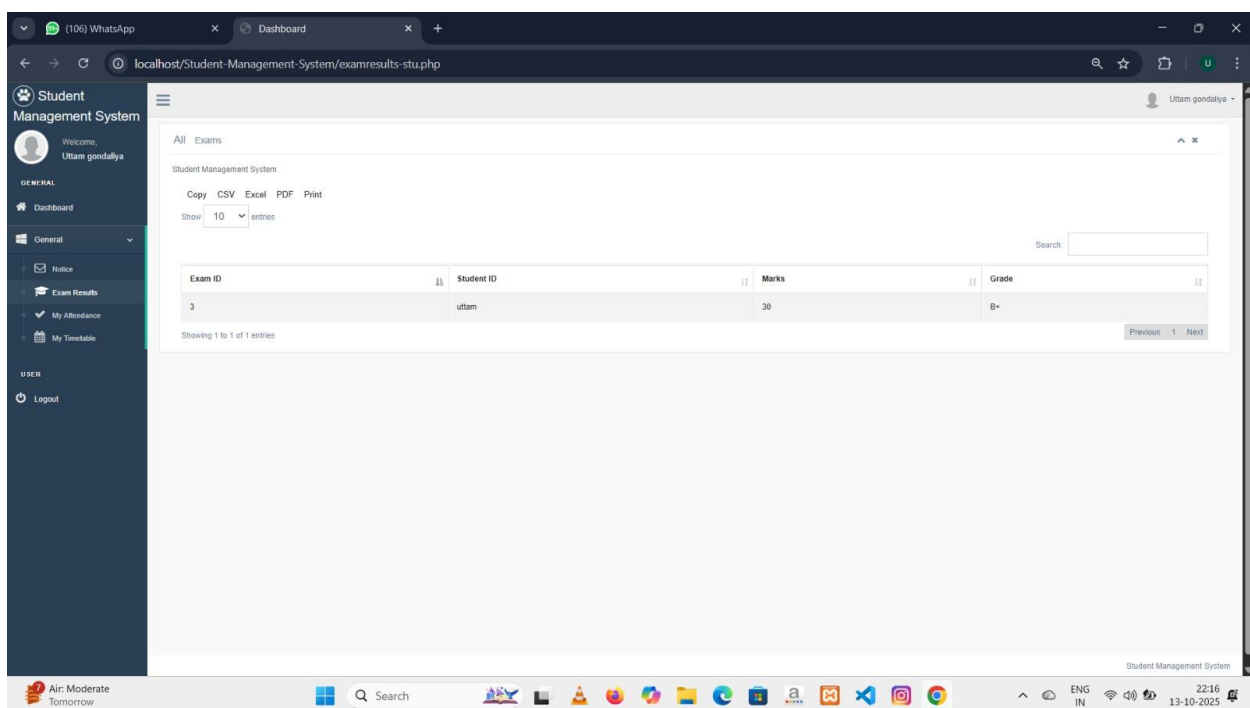 (106) WhatsApp
Dashboard
localhost/Student-Management-System/examresults-stu.php
U
Student
Management System
Welcome,
Uttam gondaliya
GENERAL
Dashboard
General
Notice
Exam Results
My Attendance
My Timetable
USER
Logout
Uttam gondaliya
All Exams
Student Management System
Copy CSV Excel PDF Print
Show 10 entries
Search:
Exam ID Student ID Marks Grade
3 uttam 30 B+
Showing 1 to 1 of 1 entries
Previous 1 Next
Student Management System
7
Air: Moderate
Tomorrow
Search
a
ENG
IN
22:16
13-10-2025